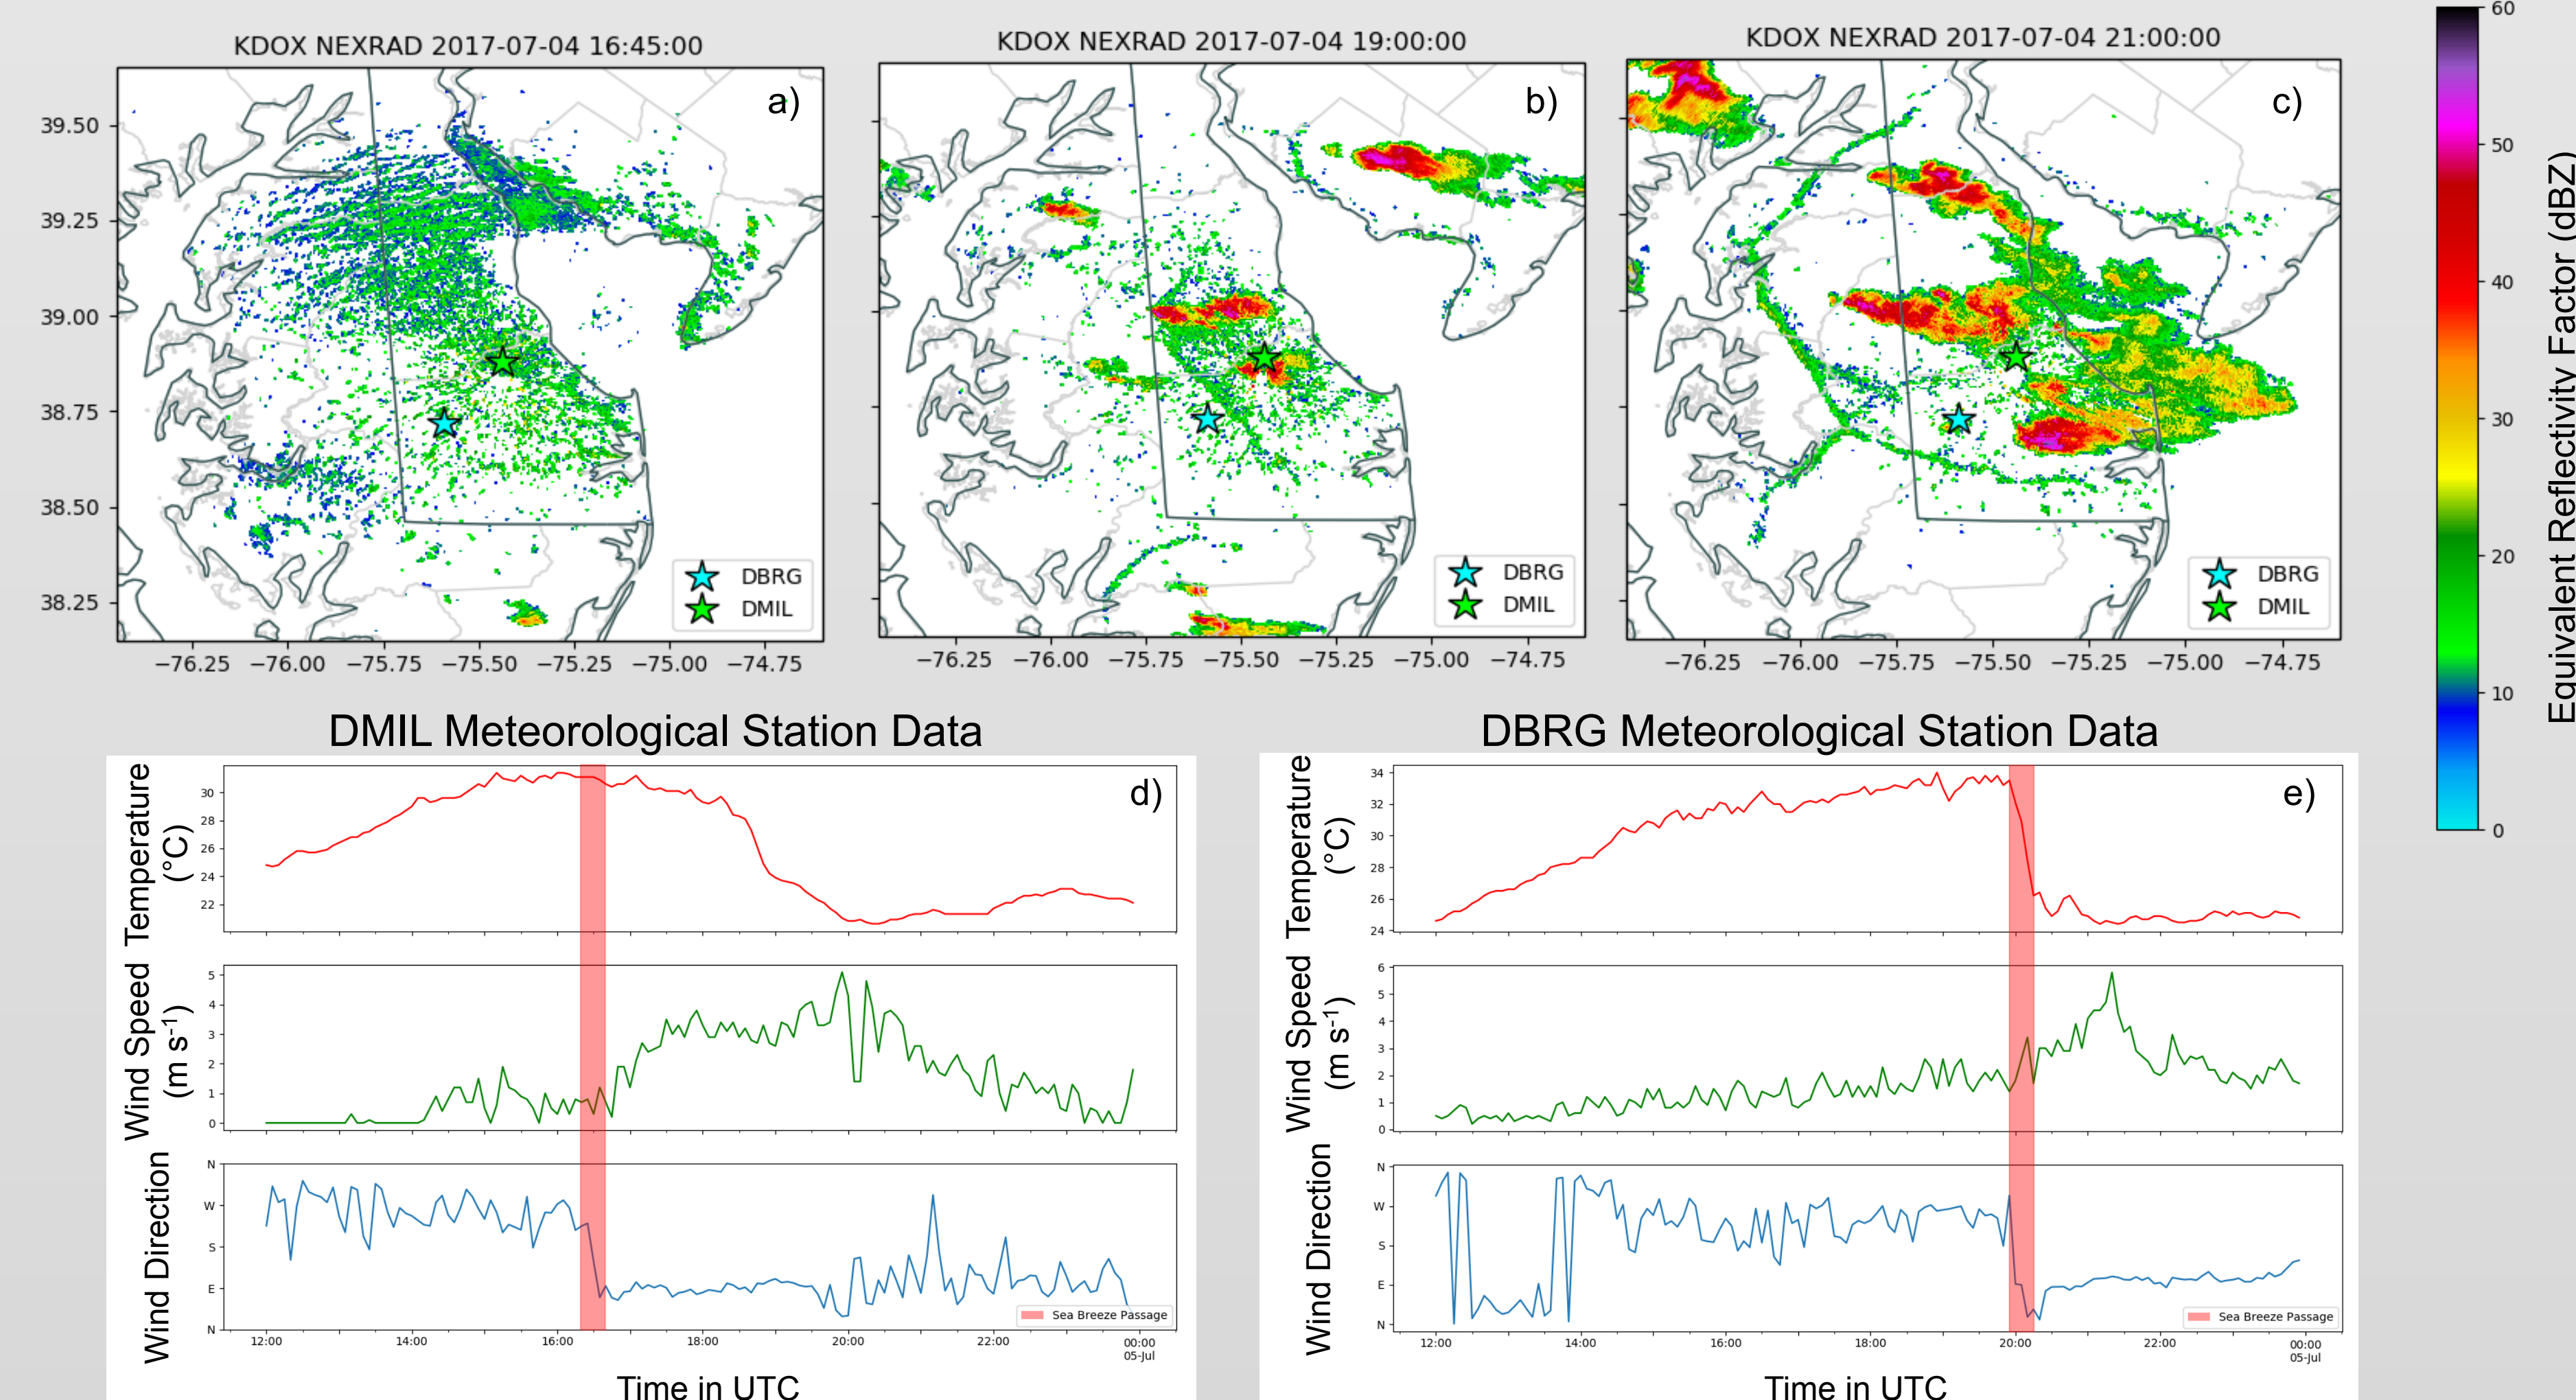 KDOX NEXRAD 2017-07-04 16:45:00
a)
39.50
39.25
39.00
38.75
38.50
38.25
DBRG
DMIL
−76.25 −76.00 −75.75 −75.50 −75.25 −75.00 −74.75
KDOX NEXRAD 2017-07-04 19:00:00
b)
DBRG
DMIL
−76.25 −76.00 −75.75 −75.50 −75.25 −75.00 −74.75
KDOX NEXRAD 2017-07-04 21:00:00
c)
DBRG
DMIL
−76.25 −76.00 −75.75 −75.50 −75.25 −75.00 −74.75
60
50
40
30
20
10
0
Equivalent Reflectivity Factor (dBZ)
DMIL Meteorological Station Data
d)
Temperature
(°C)
30
28
26
24
22
Wind Speed
(m s-1)
5
4
3
2
1
0
Wind Direction
N
W
S
E
N
Sea Breeze Passage
12:00 14:00 16:00 18:00 20:00 22:00 00:00
05-Jul
Time in UTC
DBRG Meteorological Station Data
e)
Temperature
(°C)
34
32
30
28
26
24
Wind Speed
(m s-1)
6
5
4
3
2
1
0
Wind Direction
N
W
S
E
N
Sea Breeze Passage
12:00 14:00 16:00 18:00 20:00 22:00 00:00
05-Jul
Time in UTC